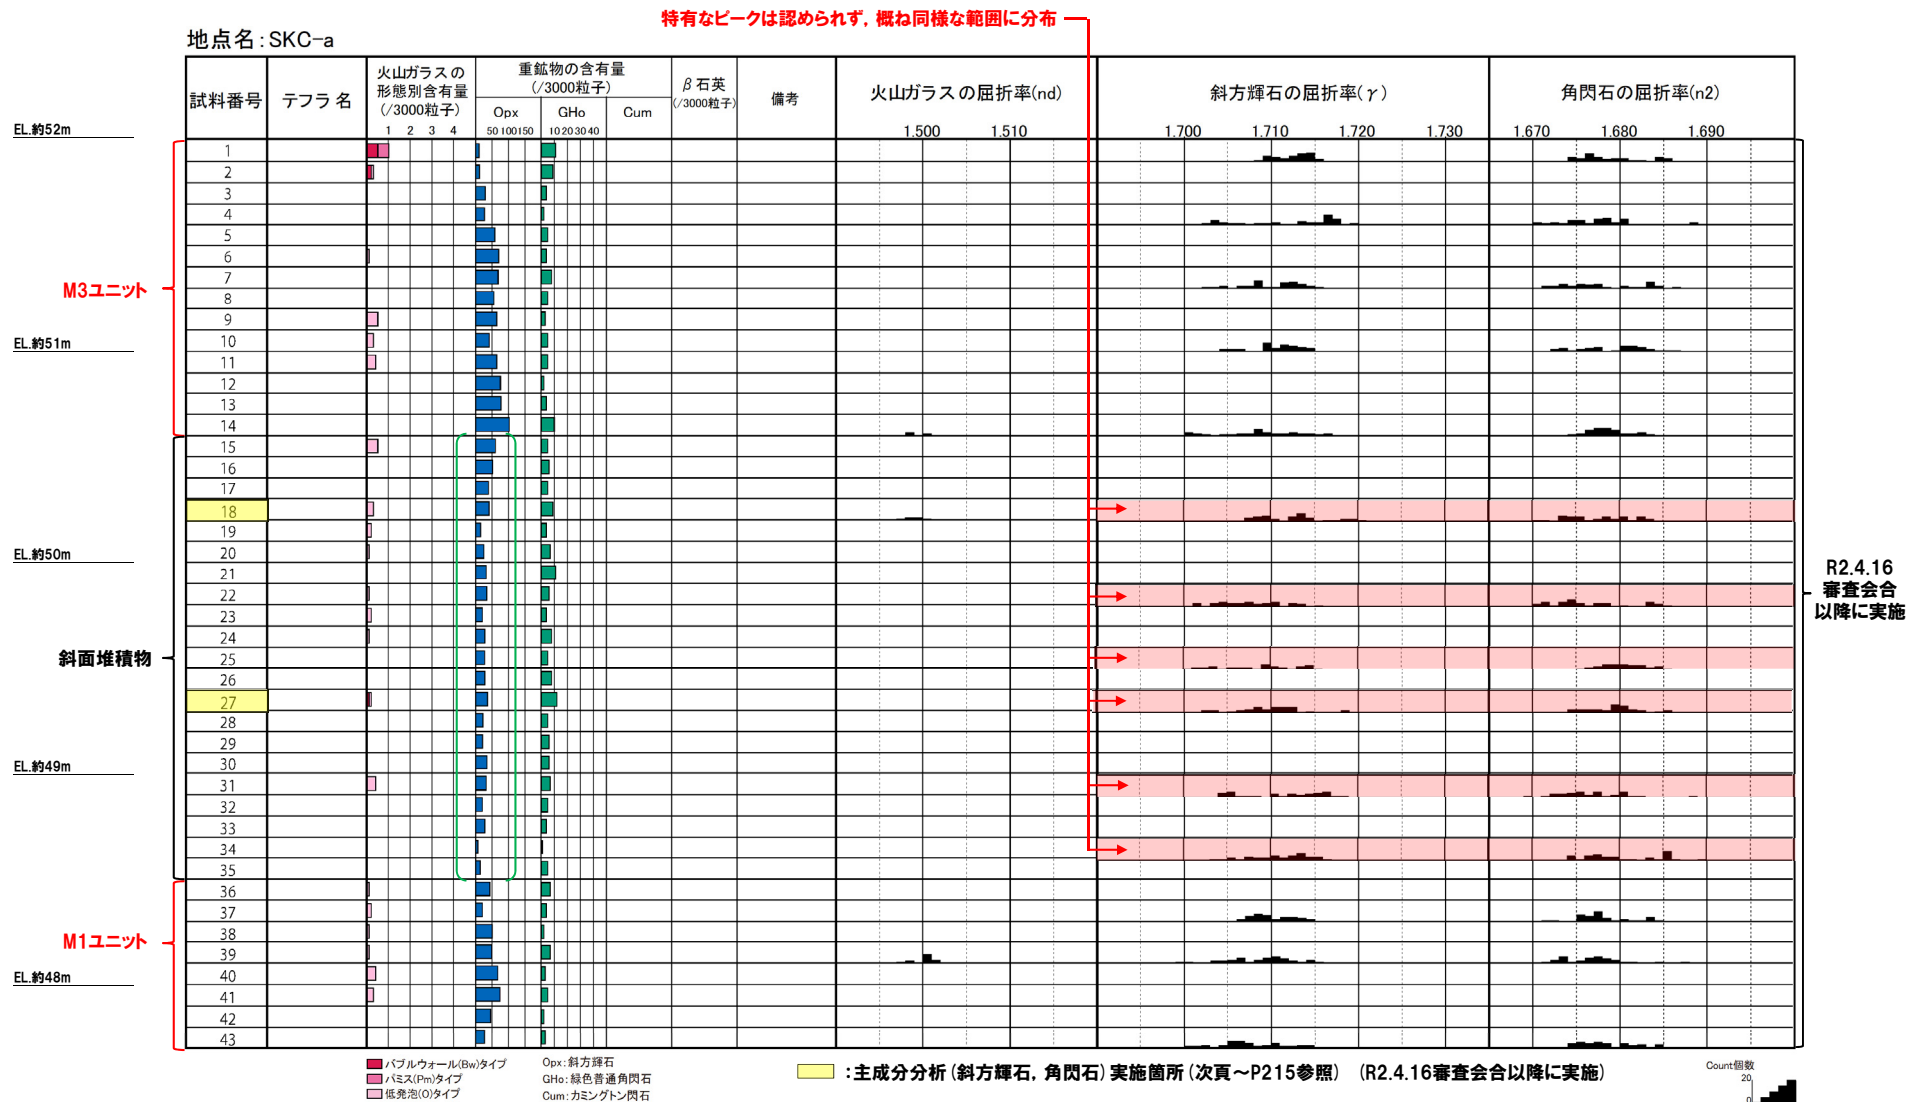 特有なピークは認められず，概ね同様な範囲に分布
地点名：SKC-a
試料番号
テフラ 名
火山ガラスの
形態別含有量
(/3000粒子)
1 2 3 4
重鉱物の含有量
(/3000粒子)
Opx
GHo
Cum
50 100 150
10 20 30 40
β 石英
(/3000粒子)
備考
火山ガラスの屈折率(nd)
1.500 1.510
斜方輝石の屈折率(γ)
1.700 1.710 1.720 1.730
角閃石の屈折率(n2)
1.670 1.680 1.690
EL.約52m
1
2
3
4
5
6
7
M3ユニット
8
9
10
EL.約51m
11
12
13
14
15
16
17
18
19
20
EL.約50m
21
22
23
24
25
斜面堆積物
26
27
28
29
30
EL.約49m
31
32
33
34
35
36
37
38
M1ユニット
39
40
EL.約48m
41
42
43
R2.4.16
審査会合
以降に実施
バブルウォール(Bw)タイプ
パミス(Pm)タイプ
低発泡(O)タイプ
Opx：斜方輝石
GHo：緑色普通角閃石
Cum：カミングトン閃石
：主成分分析（斜方輝石，角閃石）実施箇所（次頁～P215参照）（R2.4.16審査会合以降に実施）
Count個数
20
0